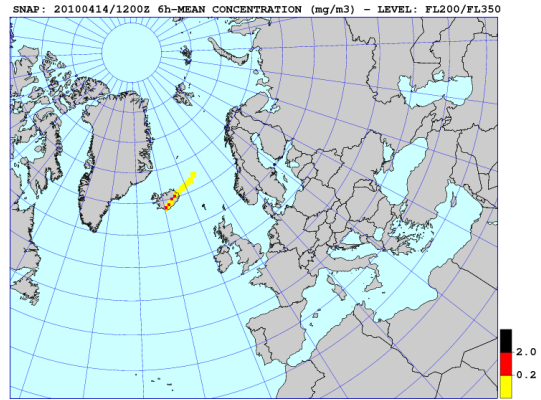 SNAP: 20100414/1200Z 6h-MEAN CONCENTRATION (mg/m3) - LEVEL: FL200/FL350
2.0
0.2